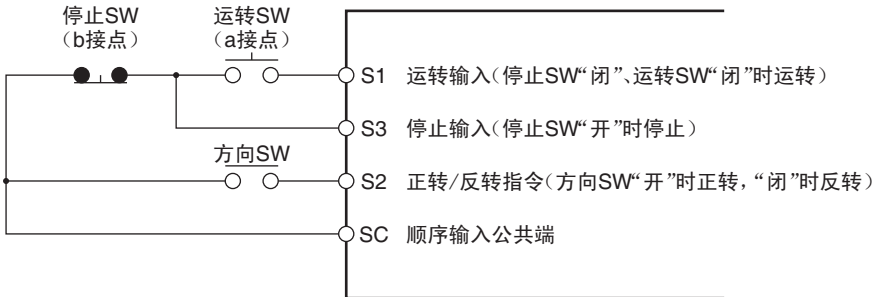 停止SW 运转SW
（b接点） （a接点）
S1 运转输入（停止SW“闭”、运转SW“闭”时运转）
S3 停止输入（停止SW“开”时停止）
方向SW
S2 正转/反转指令（方向SW“开”时正转，“闭”时反转）
SC 顺序输入公共端